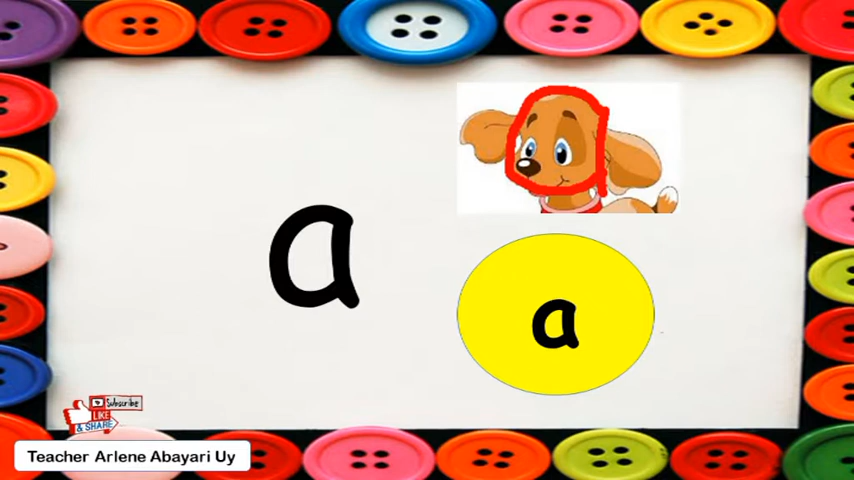 a
a
Subscribe
LIKE
& SHARE
Teacher Arlene Abayari Uy